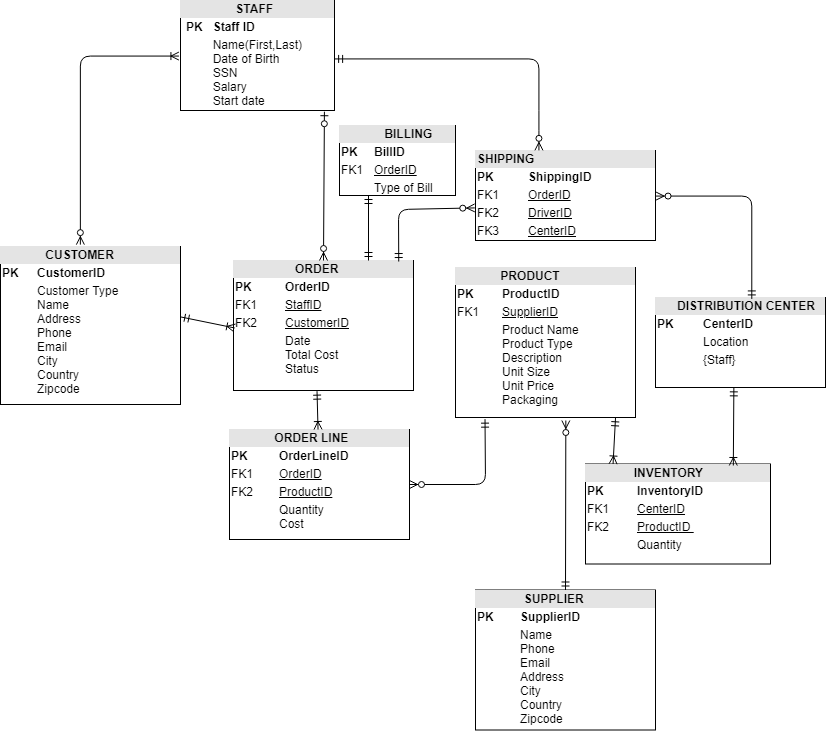 STAFF
PK Staff ID
Name(First,Last)
Date of Birth
SSN
Salary
Start date
BILLING
PK BillID
FK1 OrderID
Type of Bill
SHIPPING
PK ShippingID
FK1 OrderID
FK2 DriverID
FK3 CenterID
CUSTOMER
PK CustomerID
Customer Type
Name
Address
Phone
Email
City
Country
Zipcode
ORDER
PK OrderID
FK1 StaffID
FK2 CustomerID
Date
Total Cost
Status
PRODUCT
PK ProductID
FK1 SupplierID
Product Name
Product Type
Description
Unit Size
Unit Price
Packaging
DISTRIBUTION CENTER
PK CenterID
Location
{Staff}
ORDER LINE
PK OrderLineID
FK1 OrderID
FK2 ProductID
Quantity
Cost
INVENTORY
PK InventoryID
FK1 CenterID
FK2 ProductID
Quantity
SUPPLIER
PK SupplierID
Name
Phone
Email
Address
City
Country
Zipcode